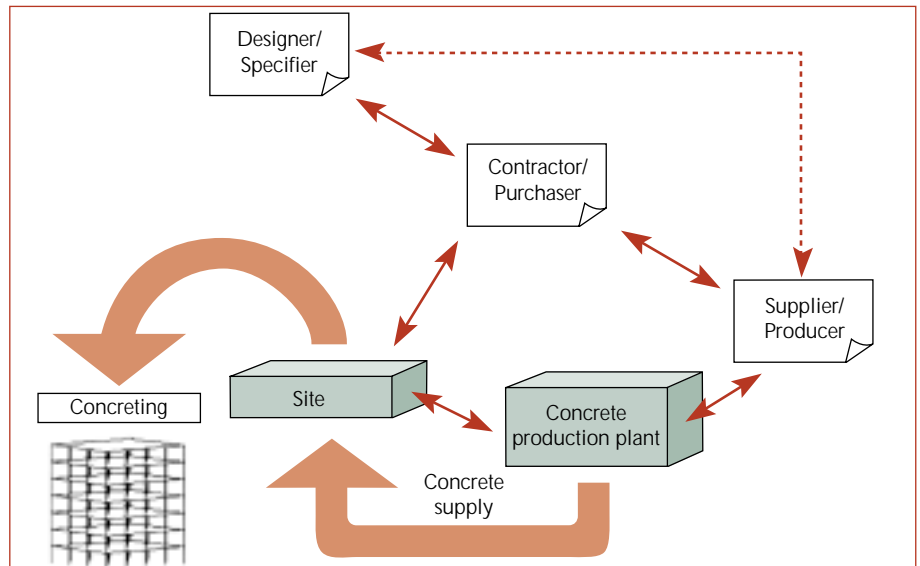 Designer/
Specifier
Contractor/
Purchaser
Supplier/
Producer
Site
Concreting
Concrete
production plant
Concrete
supply